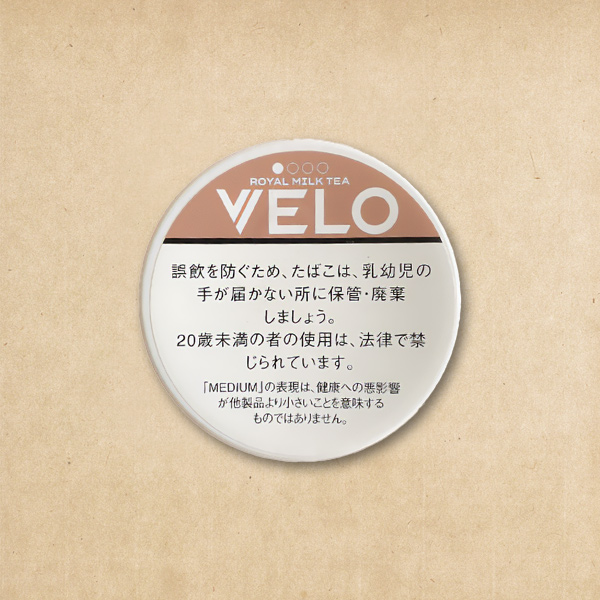 ROYAL MILK TEA
VELO
誤飲を防ぐため、たばこは、乳幼児の
手が届かない所に保管・廃棄
しましょう。
20歳未満の者の使用は、法律で禁
じられています。
「MEDIUM」の表現は、健康への悪影響
が他製品より小さいことを意味する
ものではありません。